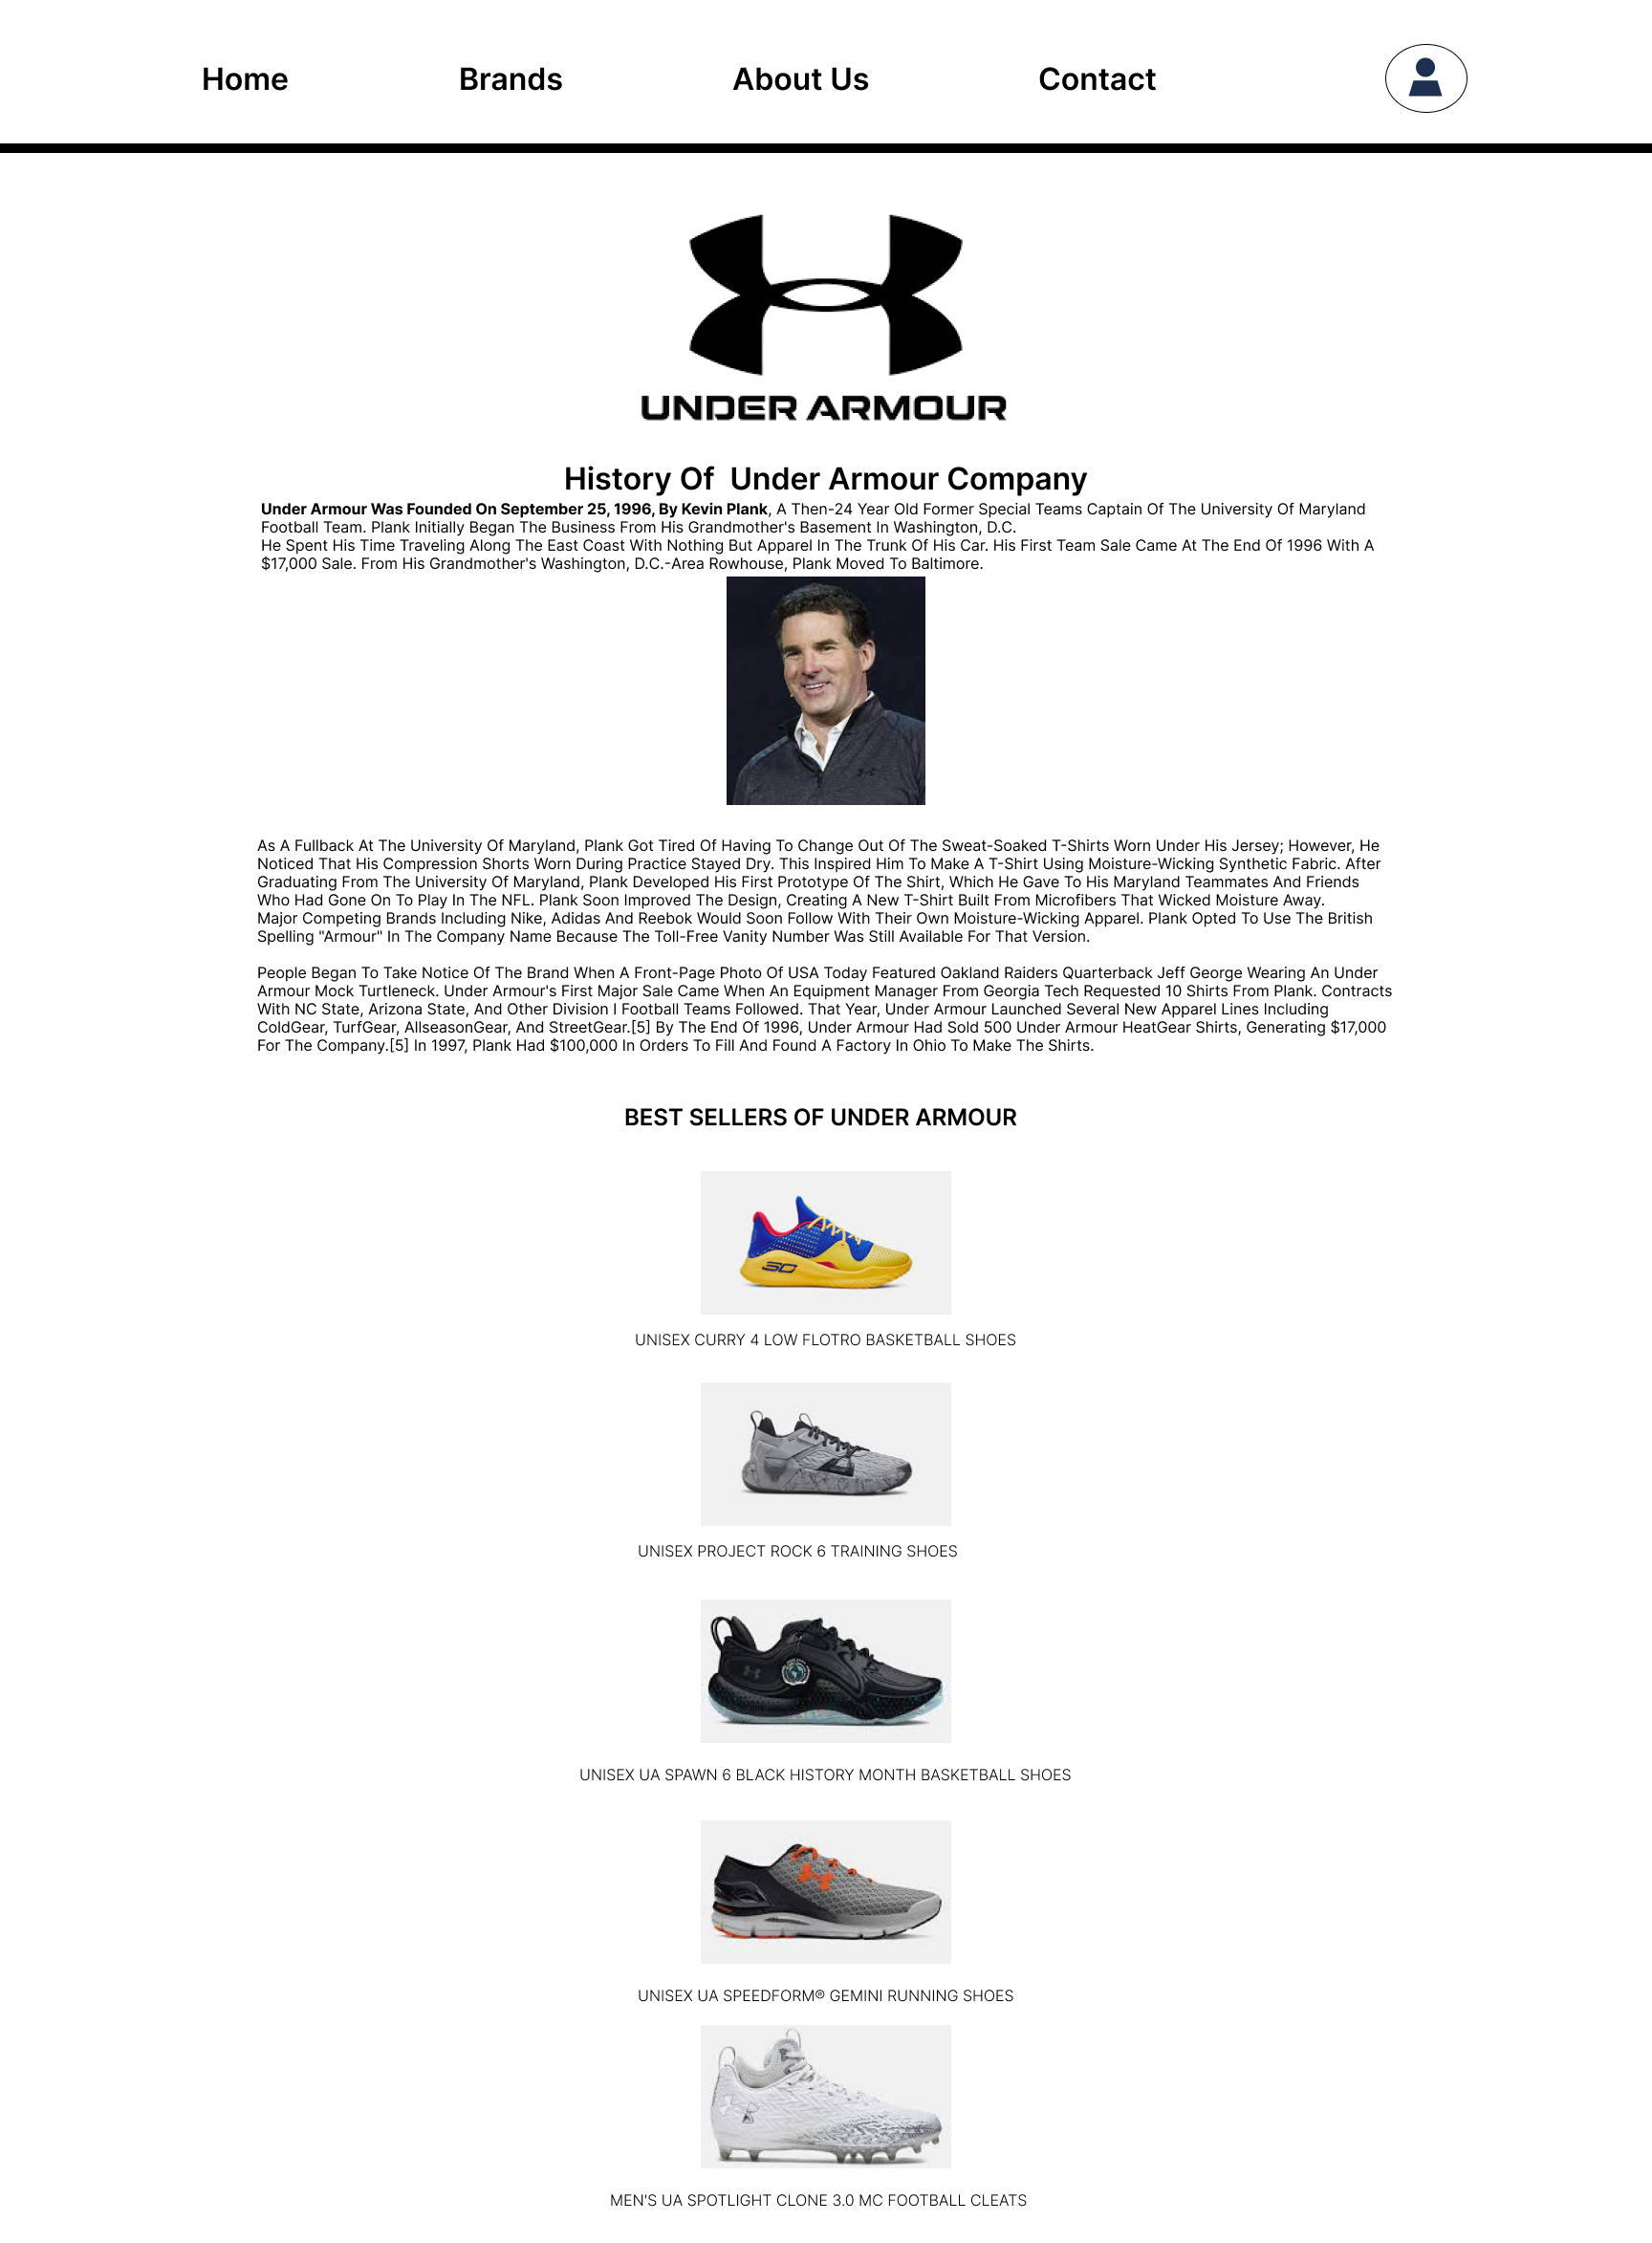 Home Brands About Us Contact
UNDER ARMOUR
History Of  Under Armour Company
Under Armour Was Founded On September 25, 1996, By Kevin Plank, A Then-24 Year Old Former Special Teams Captain Of The University Of Maryland
Football Team. Plank Initially Began The Business From His Grandmother's Basement In Washington, D.C.
He Spent His Time Traveling Along The East Coast With Nothing But Apparel In The Trunk Of His Car. His First Team Sale Came At The End Of 1996 With A
$17,000 Sale. From His Grandmother's Washington, D.C.-Area Rowhouse, Plank Moved To Baltimore.
As A Fullback At The University Of Maryland, Plank Got Tired Of Having To Change Out Of The Sweat-Soaked T-Shirts Worn Under His Jersey; However, He
Noticed That His Compression Shorts Worn During Practice Stayed Dry. This Inspired Him To Make A T-Shirt Using Moisture-Wicking Synthetic Fabric. After
Graduating From The University Of Maryland, Plank Developed His First Prototype Of The Shirt, Which He Gave To His Maryland Teammates And Friends
Who Had Gone On To Play In The NFL. Plank Soon Improved The Design, Creating A New T-Shirt Built From Microfibers That Wicked Moisture Away.
Major Competing Brands Including Nike, Adidas And Reebok Would Soon Follow With Their Own Moisture-Wicking Apparel. Plank Opted To Use The British
Spelling "Armour" In The Company Name Because The Toll-Free Vanity Number Was Still Available For That Version.
People Began To Take Notice Of The Brand When A Front-Page Photo Of USA Today Featured Oakland Raiders Quarterback Jeff George Wearing An Under
Armour Mock Turtleneck. Under Armour's First Major Sale Came When An Equipment Manager From Georgia Tech Requested 10 Shirts From Plank. Contracts
With NC State, Arizona State, And Other Division I Football Teams Followed. That Year, Under Armour Launched Several New Apparel Lines Including
ColdGear, TurfGear, AllseasonGear, And StreetGear.[5] By The End Of 1996, Under Armour Had Sold 500 Under Armour HeatGear Shirts, Generating $17,000
For The Company.[5] In 1997, Plank Had $100,000 In Orders To Fill And Found A Factory In Ohio To Make The Shirts.
BEST SELLERS OF UNDER ARMOUR
UNISEX CURRY 4 LOW FLOTRO BASKETBALL SHOES
UNISEX PROJECT ROCK 6 TRAINING SHOES
UNISEX UA SPAWN 6 BLACK HISTORY MONTH BASKETBALL SHOES
UNISEX UA SPEEDFORM® GEMINI RUNNING SHOES
MEN'S UA SPOTLIGHT CLONE 3.0 MC FOOTBALL CLEATS